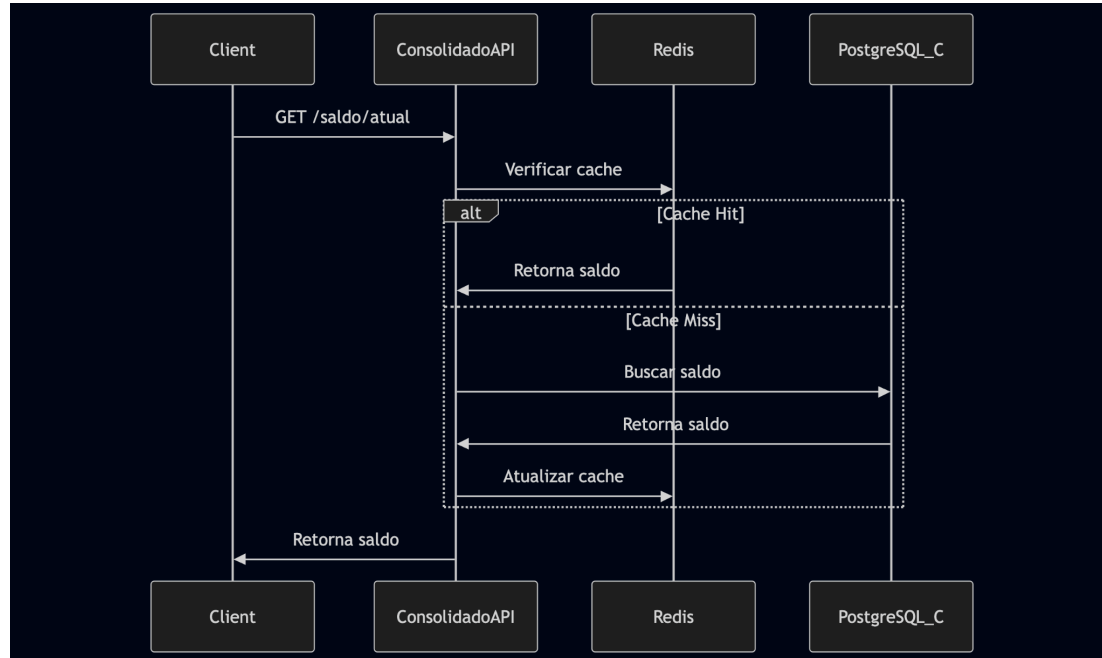 Client
ConsolidadoAPI
Redis
PostgreSQL_C
GET /saldo/atual
Verificar cache
alt
[Cache Hit]
Retorna saldo
[Cache Miss]
Buscar saldo
Retorna saldo
Atualizar cache
Retorna saldo
Client
ConsolidadoAPI
Redis
PostgreSQL_C